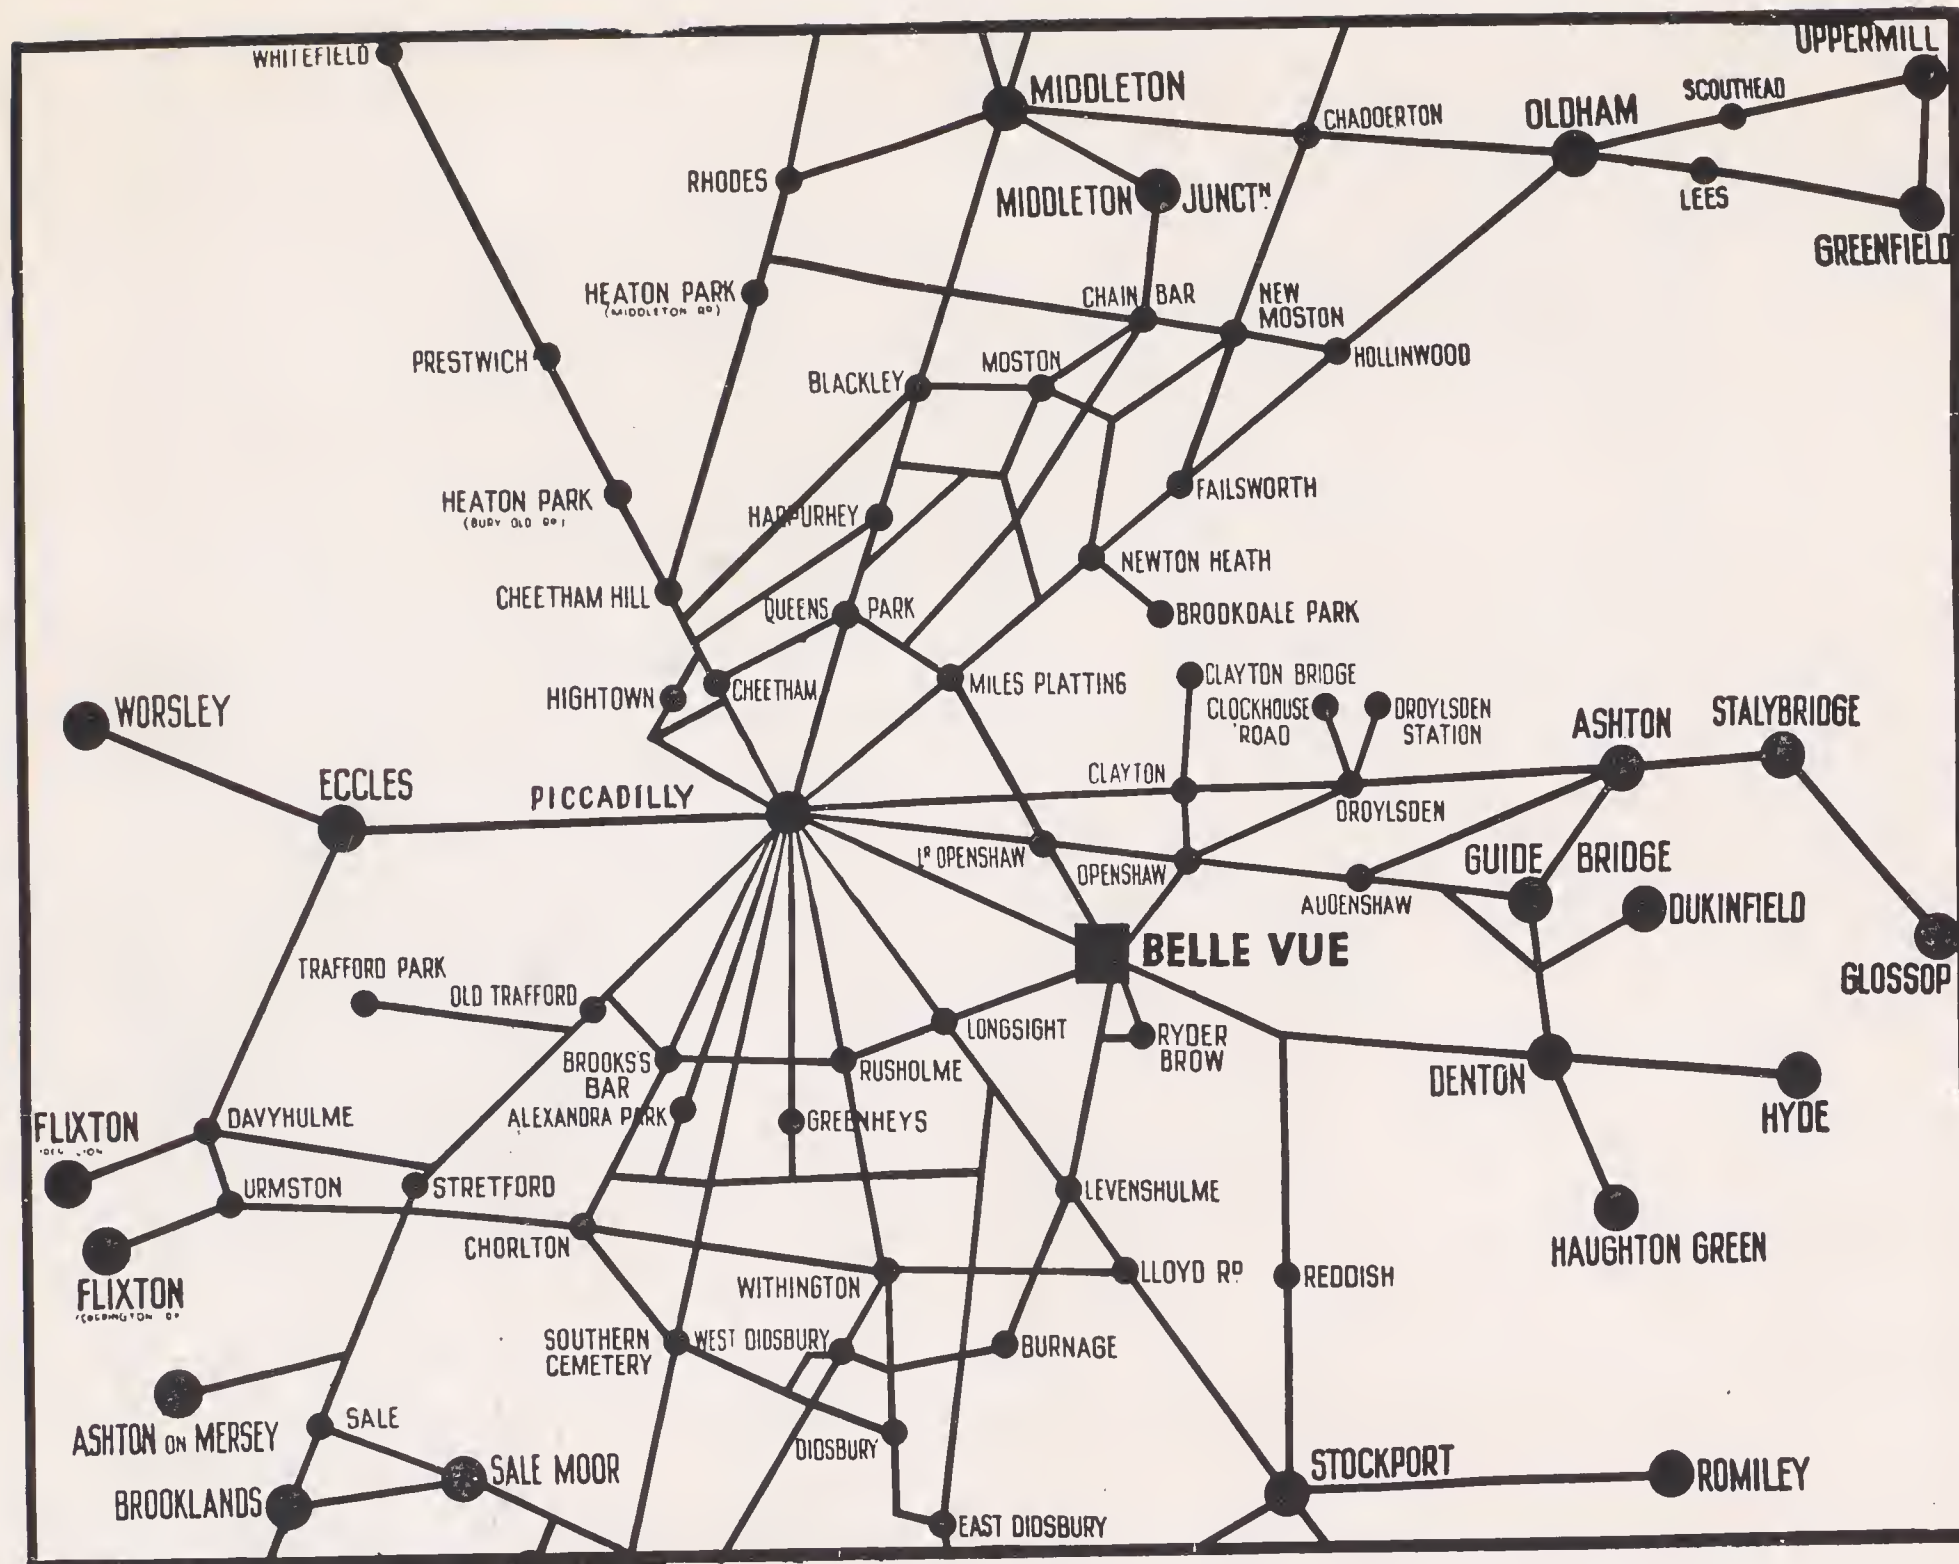 UPPERMILL
WHITEFIELD
MIDDLETON
SCOUTHEAD
OLDHAM
CHADDERTON
RHODES
MIDDLETON JUNCTN.
LEES
GREENFIELD
HEATON PARK
(MIDDLETON RD)
CHAIN BAR
NEW
MOSTON
PRESTWICH
MOSTON
HOLLINWOOD
BLACKLEY
HEATON PARK
(BURY OLD RD)
FAILSWORTH
HARPURHEY
NEWTON HEATH
CHEETHAM HILL
QUEENS PARK
BROOKDALE PARK
CLAYTON BRIDGE
HIGHTOWN
CHEETHAM
MILES PLATTING
CLOCKHOUSE
ROAD
DROYLSDEN
STATION
WORSLEY
ASHTON
STALYBRIDGE
ECCLES
PICCADILLY
CLAYTON
DROYLSDEN
LR OPENSHAW
OPENSHAW
GUIDE BRIDGE
AUDENSHAW
DUKINFIELD
BELLE VUE
TRAFFORD PARK
OLD TRAFFORD
GLOSSOP
LONGSIGHT
RYDER
BROW
BROOKS'S
BAR
RUSHOLME
DENTON
ALEXANDRA PARK
GREENHEYS
HYDE
FLIXTON
DAVYHULME
URMSTON
STRETFORD
LEVENSHULME
CHORLTON
HAUGHTON GREEN
FLIXTON
WITHINGTON
LLOYD RD
REDDISH
SOUTHERN
CEMETERY
WEST DIDSBURY
BURNAGE
ASHTON ON MERSEY
SALE
DIDSBURY
SALE MOOR
STOCKPORT
ROMILEY
BROOKLANDS
EAST DIDSBURY